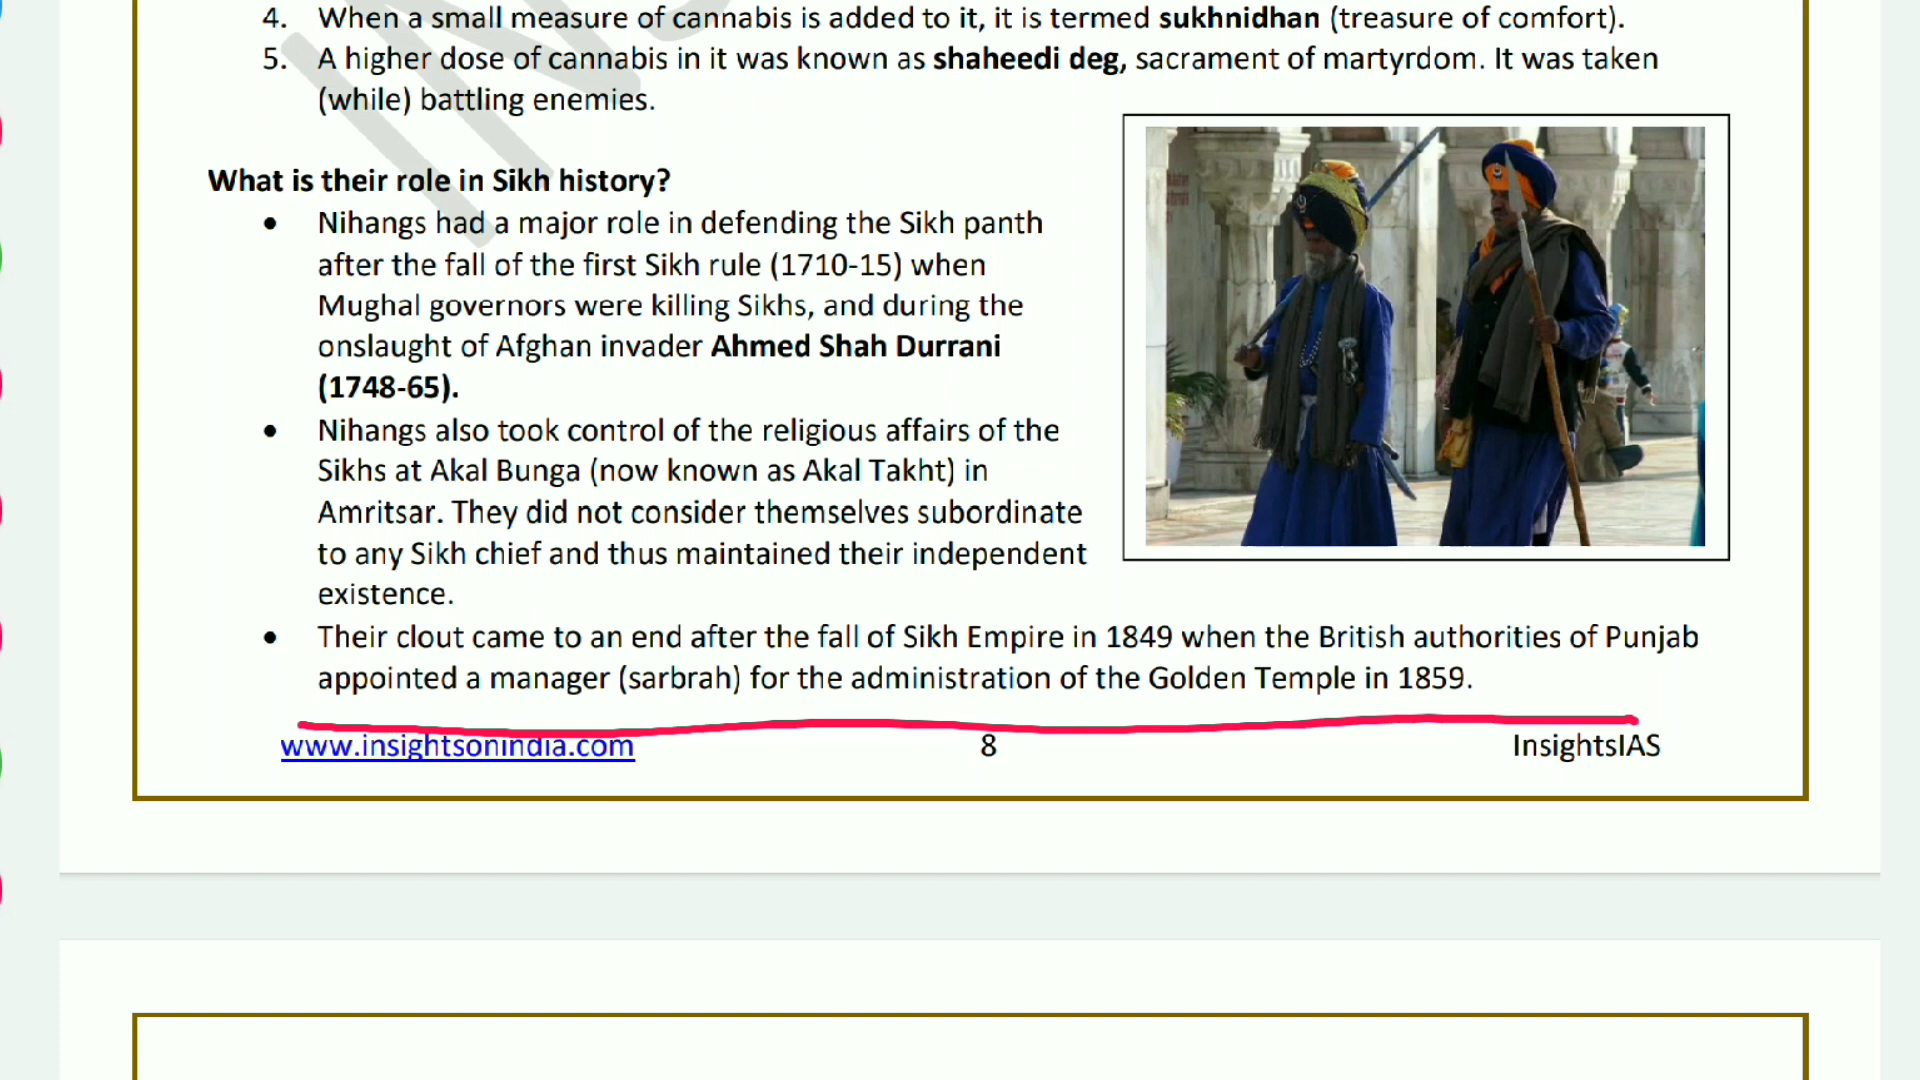 4. When a small measure of cannabis is added to it, it is termed sukhnidhan (treasure of comfort).
5. A higher dose of cannabis in it was known as shaheedi deg, sacrament of martyrdom. It was taken
(while) battling enemies.
What is their role in Sikh history?
• Nihangs had a major role in defending the Sikh panth
after the fall of the first Sikh rule (1710-15) when
Mughal governors were killing Sikhs, and during the
onslaught of Afghan invader Ahmed Shah Durrani
(1748-65).
• Nihangs also took control of the religious affairs of the
Sikhs at Akal Bunga (now known as Akal Takht) in
Amritsar. They did not consider themselves subordinate
to any Sikh chief and thus maintained their independent
existence.
• Their clout came to an end after the fall of Sikh Empire in 1849 when the British authorities of Punjab
appointed a manager (sarbrah) for the administration of the Golden Temple in 1859.
www.insightsonindia.com 8 InsightsIAS